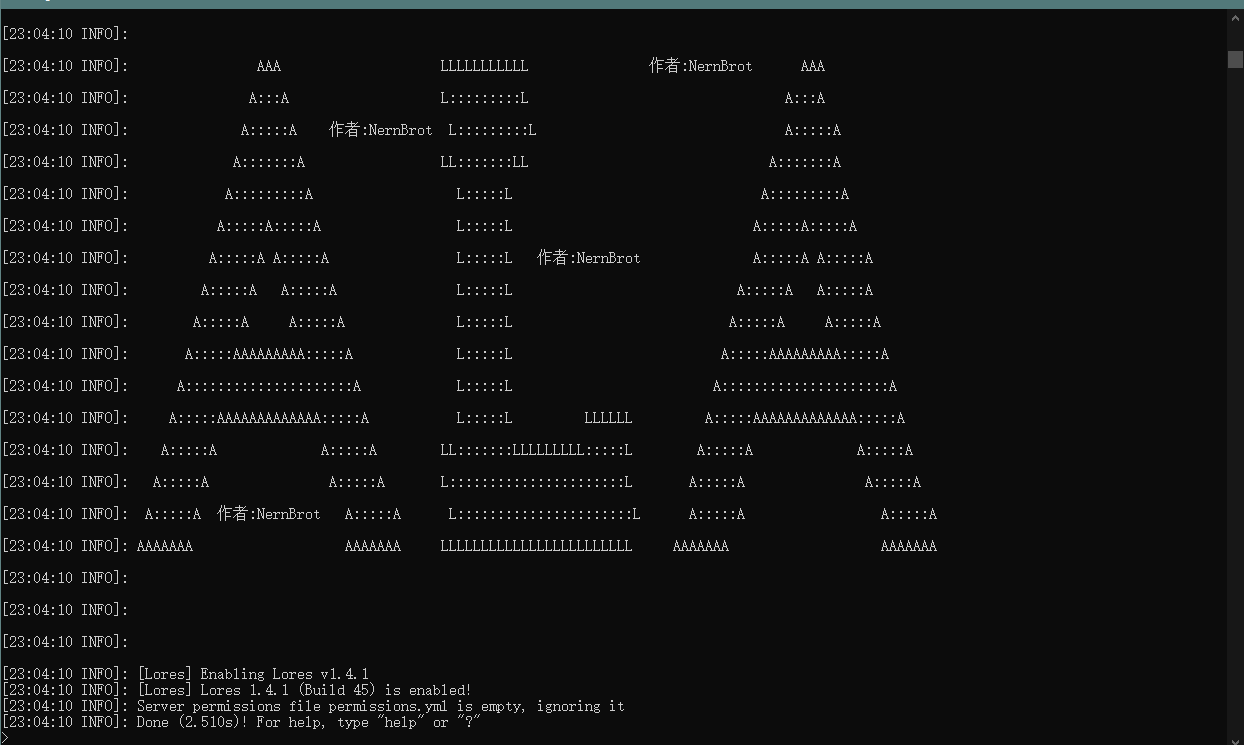 [23:04:10 INFO]:
[23:04:10 INFO]:                AAA                    LLLLLLLLLLL               作者:NernBrot      AAA
[23:04:10 INFO]:               A:::A                   L:::::::::L                                A:::A
[23:04:10 INFO]:              A:::::A    作者:NernBrot  L:::::::::L                               A:::::A
[23:04:10 INFO]:             A:::::::A                 LL:::::::LL                              A:::::::A
[23:04:10 INFO]:            A:::::::::A                  L:::::L                               A:::::::::A
[23:04:10 INFO]:           A:::::A:::::A                 L:::::L                              A:::::A:::::A
[23:04:10 INFO]:          A:::::A A:::::A                L:::::L   作者:NernBrot              A:::::A A:::::A
[23:04:10 INFO]:         A:::::A   A:::::A               L:::::L                            A:::::A   A:::::A
[23:04:10 INFO]:        A:::::A     A:::::A              L:::::L                           A:::::A     A:::::A
[23:04:10 INFO]:       A:::::AAAAAAAAA:::::A             L:::::L                          A:::::AAAAAAAAA:::::A
[23:04:10 INFO]:      A:::::::::::::::::::::A            L:::::L                         A:::::::::::::::::::::A
[23:04:10 INFO]:     A:::::AAAAAAAAAAAAA:::::A           L:::::L         LLLLLL         A:::::AAAAAAAAAAAAA:::::A
[23:04:10 INFO]:    A:::::A             A:::::A        LL:::::::LLLLLLLLL:::::L        A:::::A             A:::::A
[23:04:10 INFO]:   A:::::A               A:::::A       L::::::::::::::::::::::L       A:::::A               A:::::A
[23:04:10 INFO]:  A:::::A  作者:NernBrot   A:::::A      L::::::::::::::::::::::L      A:::::A                 A:::::A
[23:04:10 INFO]: AAAAAAA                   AAAAAAA     LLLLLLLLLLLLLLLLLLLLLLLL     AAAAAAA                   AAAAAAA
[23:04:10 INFO]:
[23:04:10 INFO]:
[23:04:10 INFO]:
[23:04:10 INFO]: [Lores] Enabling Lores v1.4.1
[23:04:10 INFO]: [Lores] Lores 1.4.1 (Build 45) is enabled!
[23:04:10 INFO]: Server permissions file permissions.yml is empty, ignoring it
[23:04:10 INFO]: Done (2.510s)! For help, type "help" or "?"
>